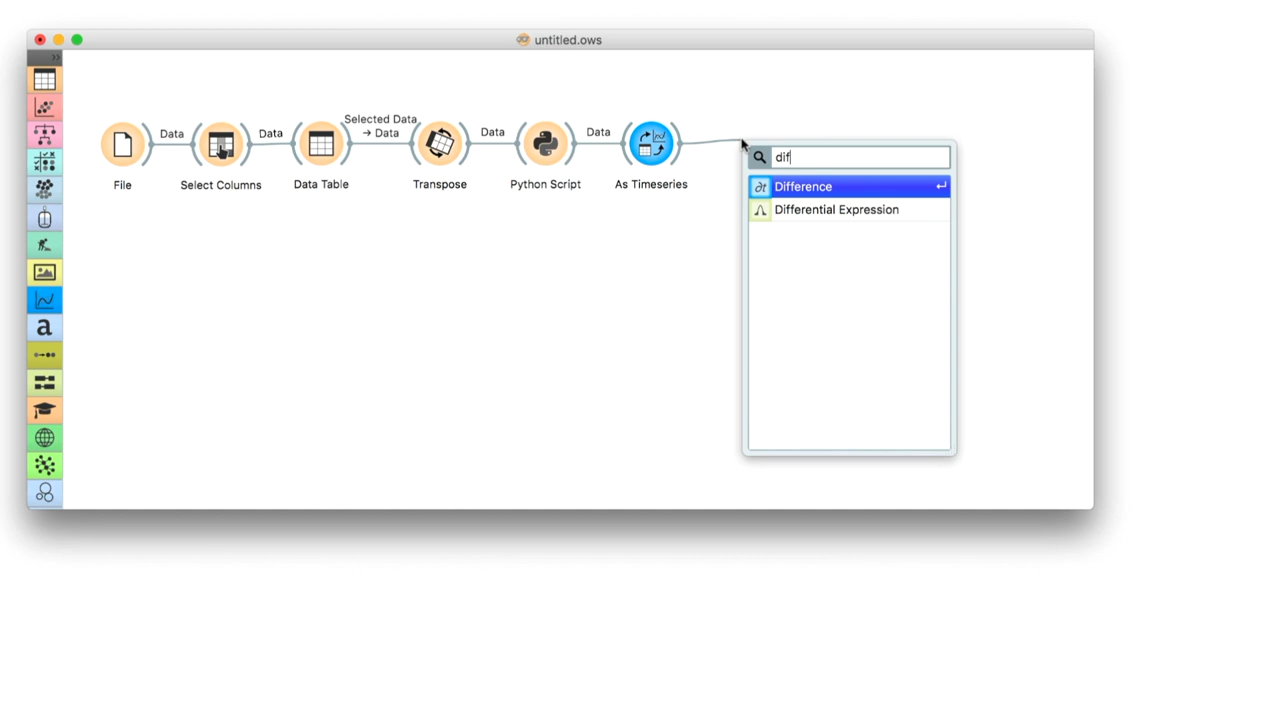 untitled.ows
Selected Data
Data
Data
→ Data
Data
Data
File
Select Columns
Data Table
Transpose
Python Script
As Timeseries
dif
Difference
Differential Expression
a